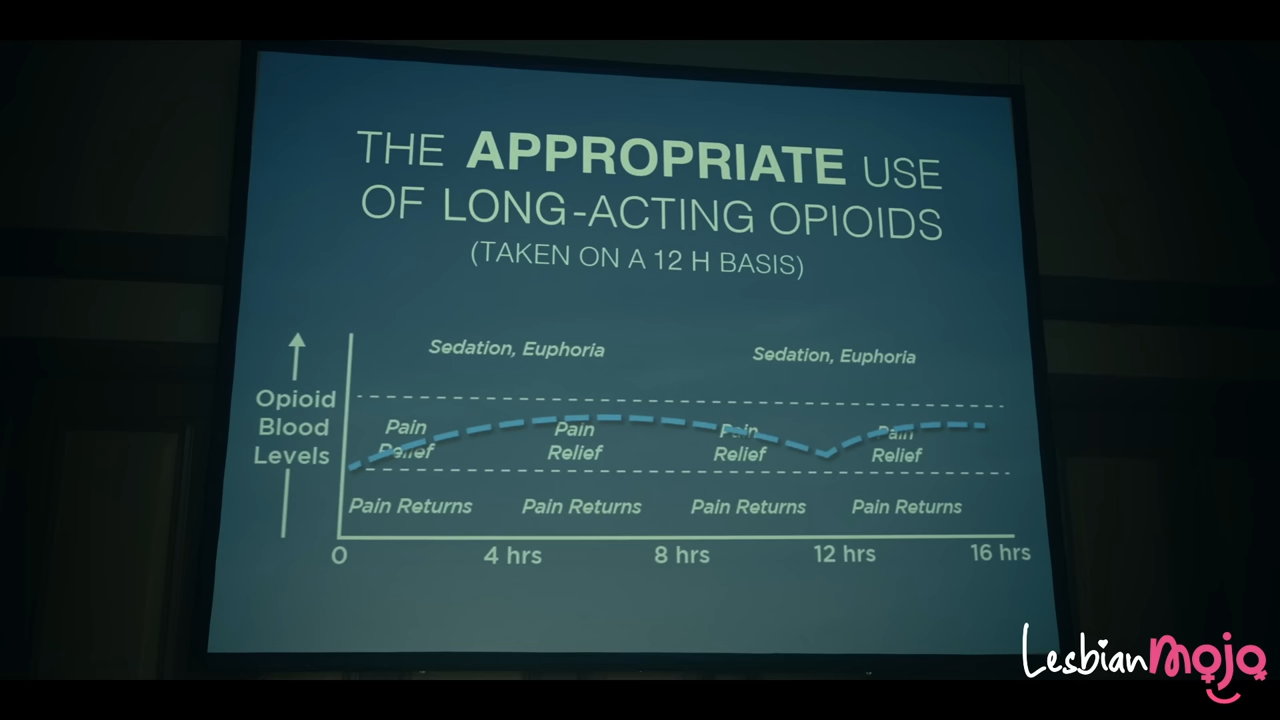 THE APPROPRIATE USE
OF LONG-ACTING OPIOIDS
(TAKEN ON A 12 H BASIS)
Sedation, Euphoria Sedation, Euphoria
Opioid
Blood
Levels
Pain Pain Pain Pain
Relief Relief Relief Relief
Pain Returns Pain Returns Pain Returns Pain Returns
0 4 hrs 8 hrs 12 hrs 16 hrs
LesbianMojo